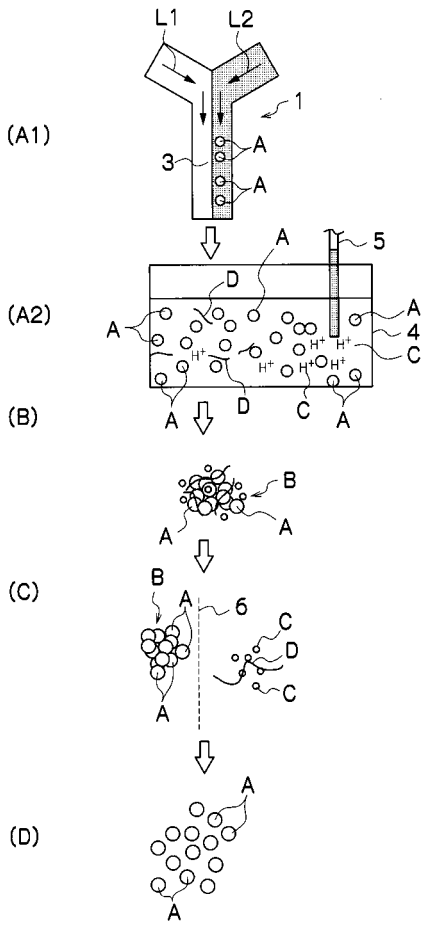 L1 L2
1
(A1)
3 A
A
A 5
D
(A2) A A
4
H+ H+ C
H+ H+ H+
A D C A
(B)
B
A A
(C)
B A 6
C
D
A C
A
(D)
A